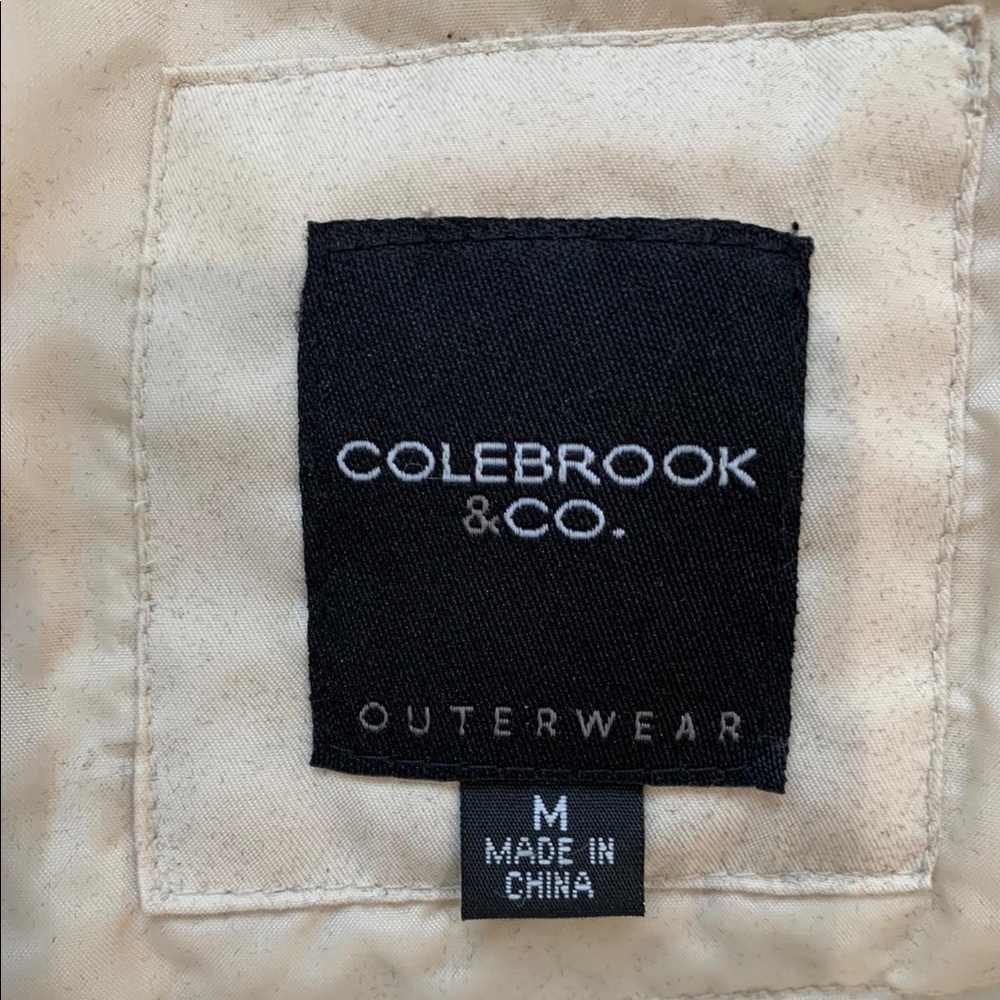 COLEBROOK
&CO.
OUTERWEAR
M
MADE IN
CHINA